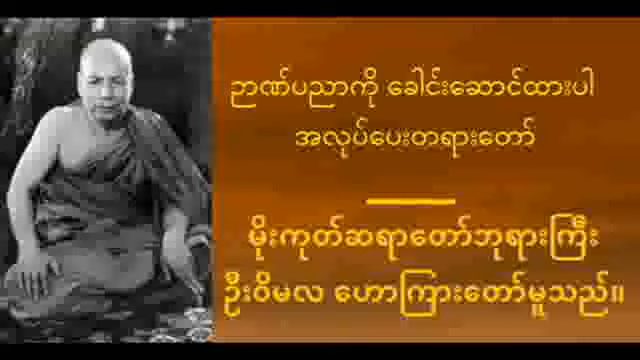 ဉာဏ်ပညာကို ခေါင်းဆောင်ထားပါ
အလုပ်ပေးတရားတော်
မိုးကုတ်ဆရာတော်ဘုရားကြီး
ဦးဝိမလ ဟောကြားတော်မူသည်။